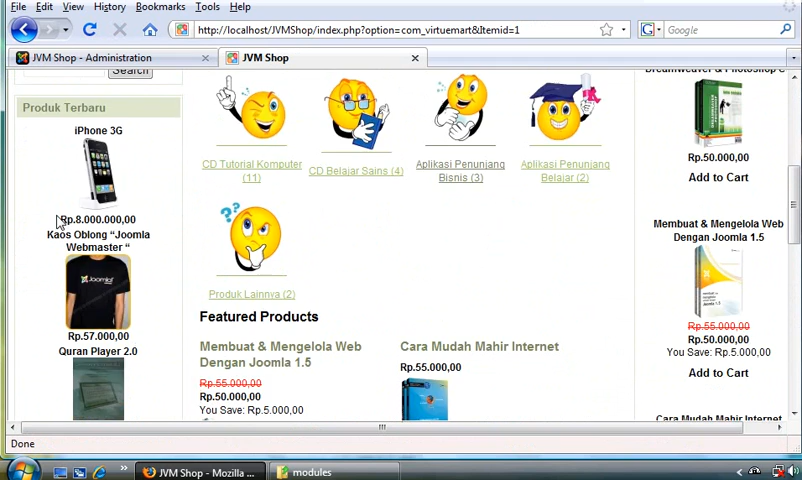 File Edit View History Bookmarks Tools Help
http://localhost/JVMShop/index.php?option=com_virtuemart&Itemid=1
Google
JVM Shop - Administration
JVM Shop
Search
Produk Terbaru
iPhone 3G
Rp.8.000.000,00
Kaos Oblong “Joomla
Webmaster “
Joomla!
Rp.57.000,00
Quran Player 2.0
CD Tutorial Komputer
(11)
CD Belajar Sains (4)
Aplikasi Penunjang
Bisnis (3)
Aplikasi Penunjang
Belajar (2)
Produk Lainnya (2)
Featured Products
Membuat & Mengelola Web
Dengan Joomla 1.5
Rp.55.000,00
Rp.50.000,00
You Save: Rp.5.000,00
Cara Mudah Mahir Internet
Rp.55.000,00
Dreamweaver & Photoshop C
Rp.50.000,00
Add to Cart
Membuat & Mengelola Web
Dengan Joomla 1.5
Rp.55.000,00
Rp.50.000,00
You Save: Rp.5.000,00
Add to Cart
Cara Mudah Mahir Internet
Done
JVM Shop - Mozilla ...
modules